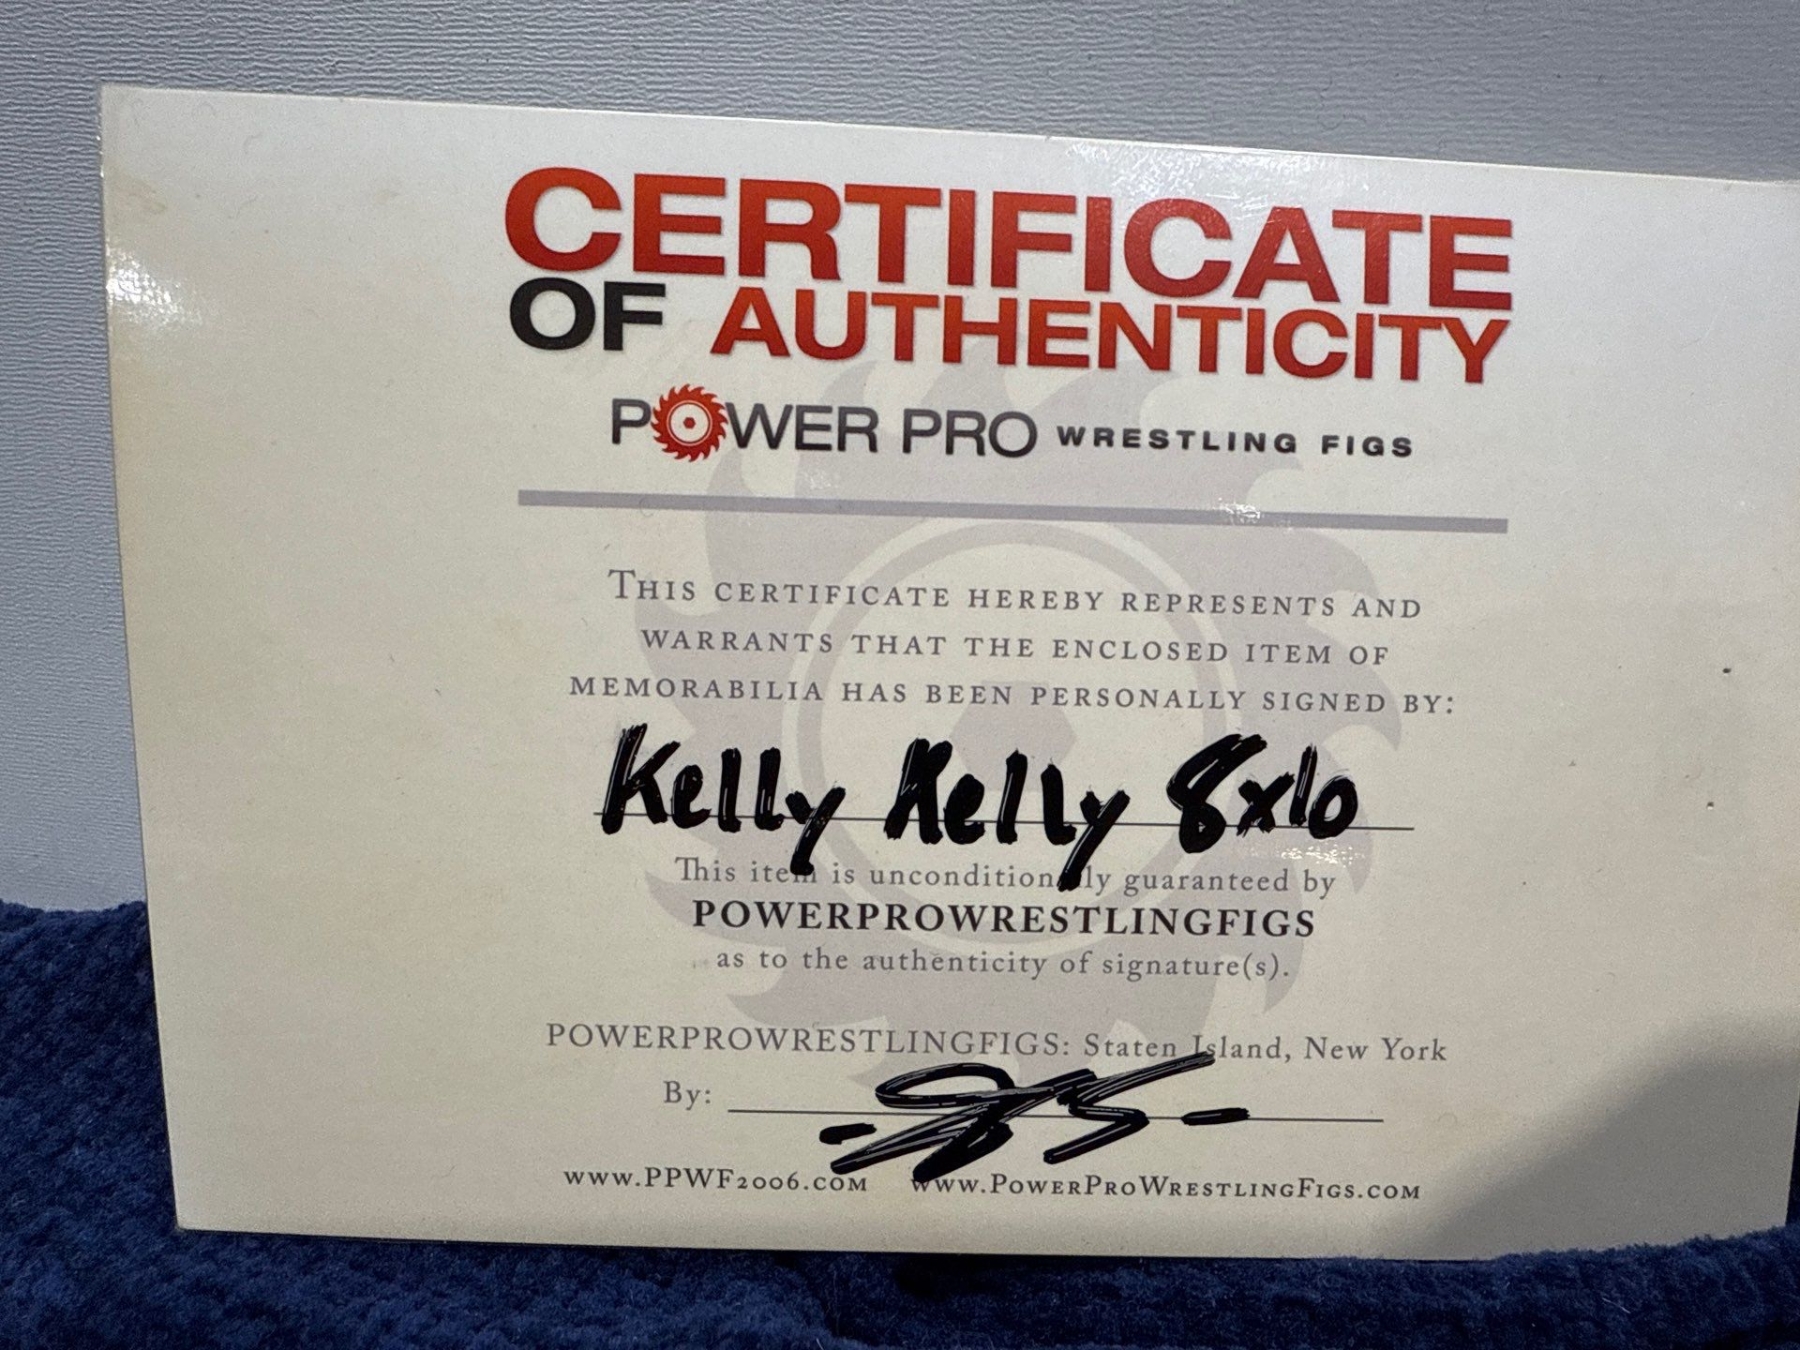 CERTIFICATE
OF AUTHENTICITY
POWER PRO WRESTLING FIGS
THIS CERTIFICATE HEREBY REPRESENTS AND
WARRANTS THAT THE ENCLOSED ITEM OF
MEMORABILIA HAS BEEN PERSONALLY SIGNED BY:
Kelly Kelly 8x10
This item is unconditionally guaranteed by
POWERPROWRESTLINGFIGS
as to the authenticity of signature(s).
POWERPROWRESTLINGFIGS: Staten Island, New York
By:
www.PPWF2006.com www.PowerProWrestlingFigs.com